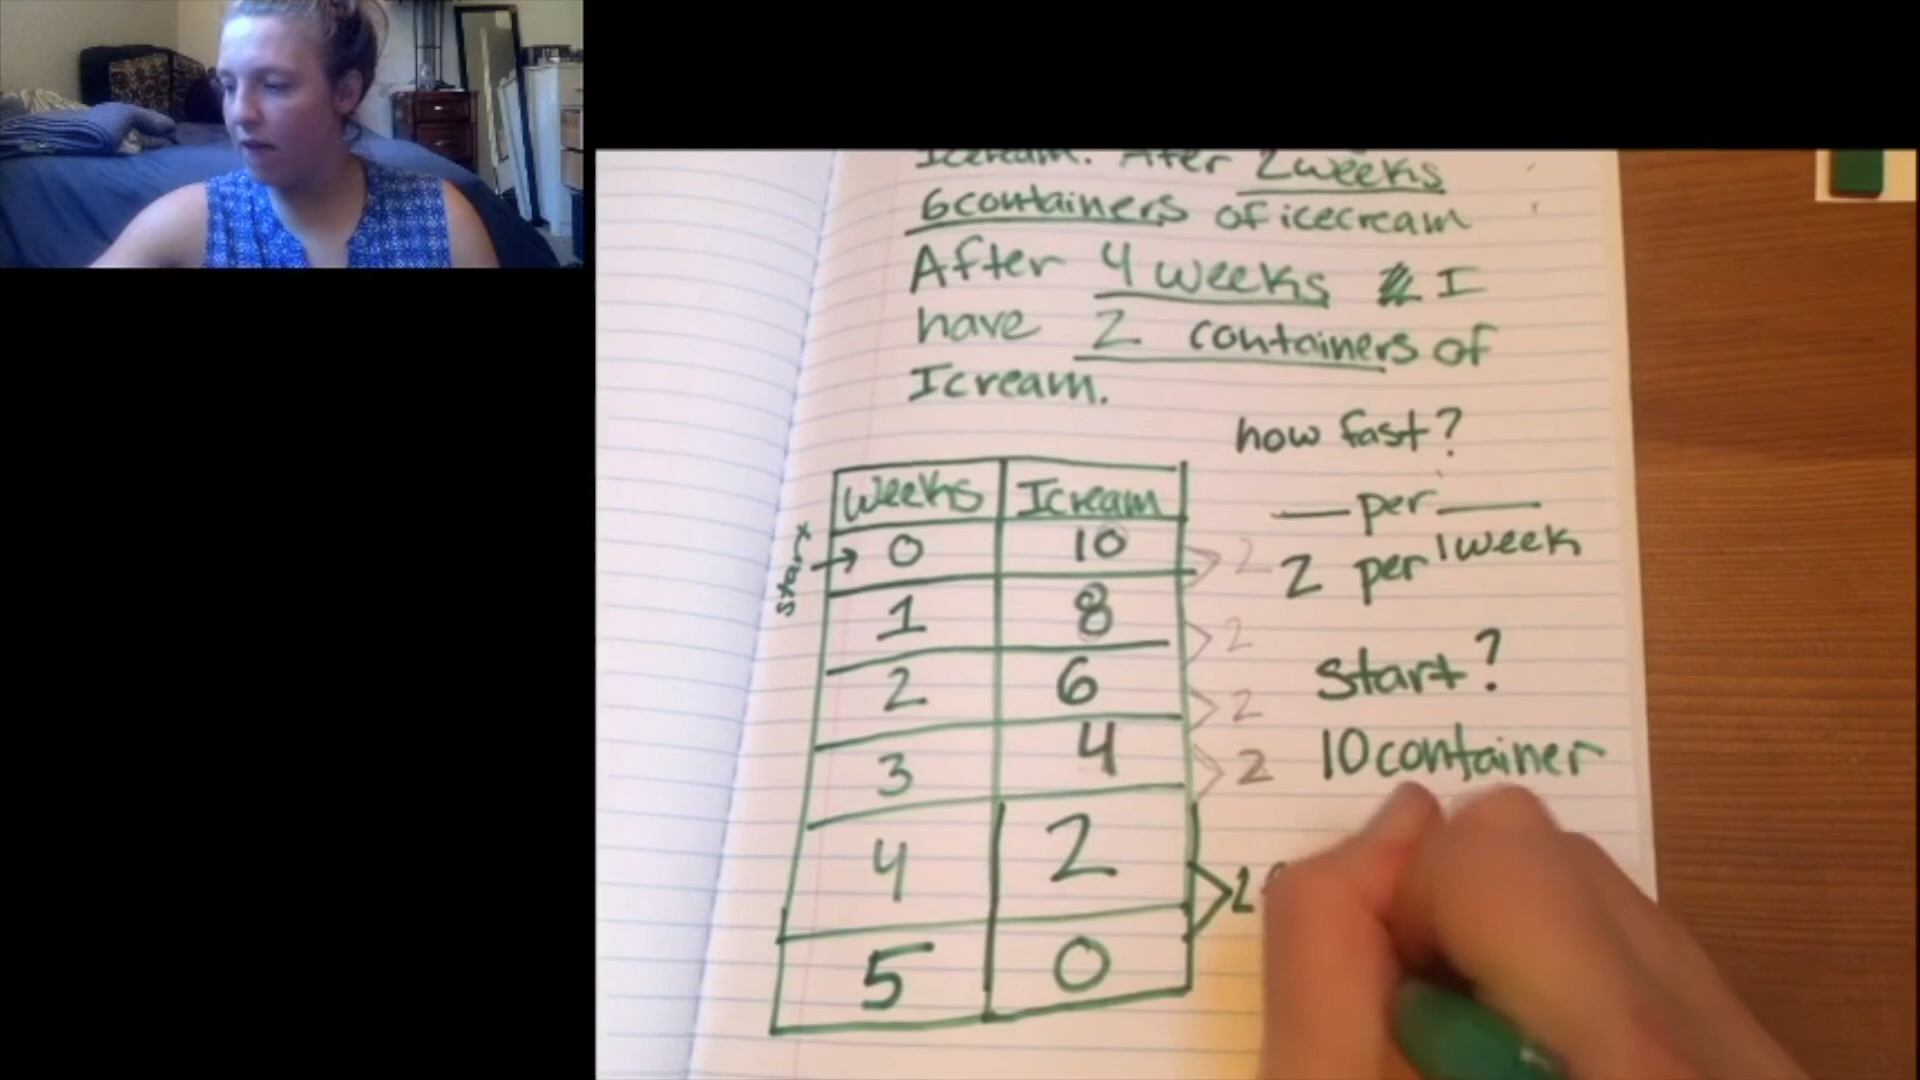 Icecream. After 2 weeks
6 containers of icecream
After 4 weeks I
have 2 containers of
Icream.
how fast?
per
2 per 1 week
start?
10 container
Weeks Icream
start → 0 10 2
1 8 2
2 6 2
3 4 2
4 2 2
5 0